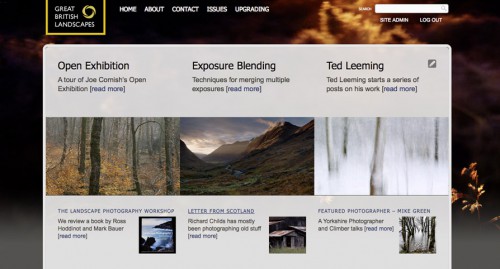 GREAT
BRITISH
LANDSCAPES
HOME ABOUT CONTACT ISSUES UPGRADING
SEARCH
SITE ADMIN LOG OUT
Open Exhibition
A tour of Joe Cornish's Open
Exhibition [read more]
Exposure Blending
Techniques for merging multiple
exposures [read more]
Ted Leeming
Ted Leeming starts a series of
posts on his work [read more]
THE LANDSCAPE PHOTOGRAPHY WORKSHOP
We review a book by Ross
Hoddinot and Mark Bauer
[read more]
LETTER FROM SCOTLAND
Richard Childs has mostly
been photographing old stuff
[read more]
FEATURED PHOTOGRAPHER – MIKE GREEN
A Yorkshire Photographer
and Climber talks [read
more]